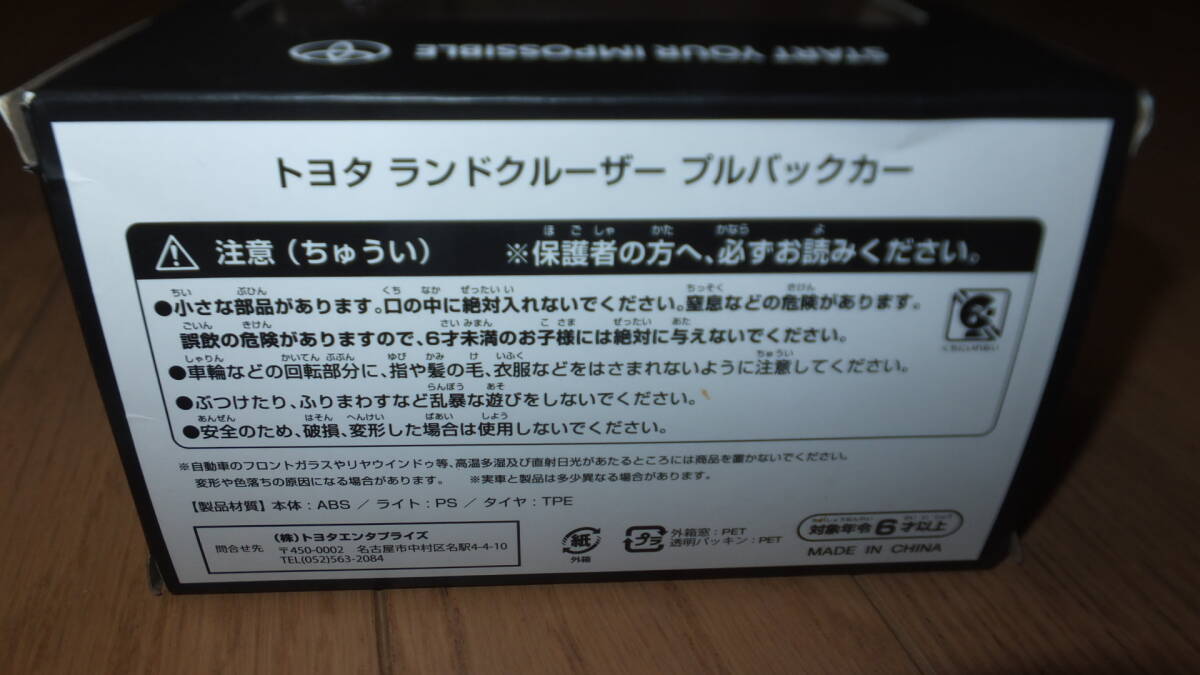 START YOUR IMPOSSIBLE
トヨタ ランドクルーザー プルバックカー
注意（ちゅうい） ※保護者の方へ、必ずお読みください。
●小さな部品があります。口の中に絶対入れないでください。窒息などの危険があります。
誤飲の危険がありますので、6才未満のお子様には絶対に与えないでください。
●車輪などの回転部分に、指や髪の毛、衣服などをはさまれないように注意してください。
●ぶつけたり、ふりまわすなど乱暴な遊びをしないでください。
●安全のため、破損、変形した場合は使用しないでください。
くちにいれない
※自動車のフロントガラスやリヤウインドゥ等、高温多湿及び直射日光があたるところには商品を置かないでください。
変形や色落ちの原因になる場合があります。 ※実車と製品は多少異なる場合があります。
【製品材質】本体：ABS ／ ライト：PS ／ タイヤ：TPE
問合せ先
（株）トヨタエンタプライズ
〒450-0002 名古屋市中村区名駅4-4-10
TEL(052)563-2084
紙
外箱
プラ
外箱窓：PET
透明パッキン：PET
対象年令 6才以上
MADE IN CHINA